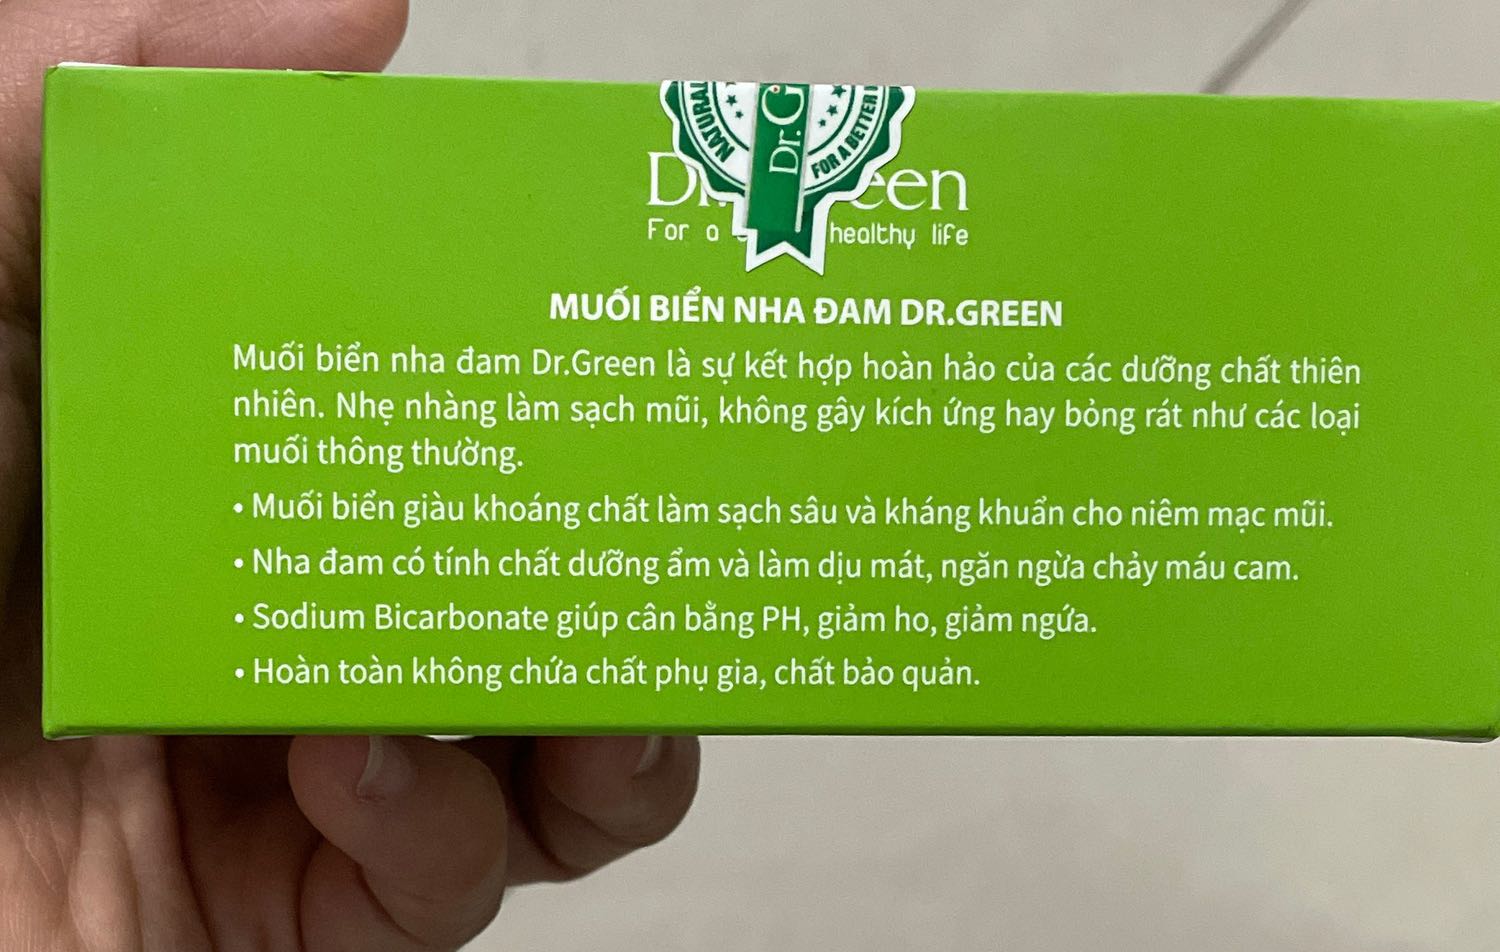 NATURAL
Dr.G
FOR A BETTER
een
For a healthy life
MUỐI BIỂN NHA ĐAM DR.GREEN
Muối biển nha đam Dr.Green là sự kết hợp hoàn hảo của các dưỡng chất thiên
nhiên. Nhẹ nhàng làm sạch mũi, không gây kích ứng hay bỏng rát như các loại
muối thông thường.
• Muối biển giàu khoáng chất làm sạch sâu và kháng khuẩn cho niêm mạc mũi.
• Nha đam có tính chất dưỡng ẩm và làm dịu mát, ngăn ngừa chảy máu cam.
• Sodium Bicarbonate giúp cân bằng PH, giảm ho, giảm ngứa.
• Hoàn toàn không chứa chất phụ gia, chất bảo quản.